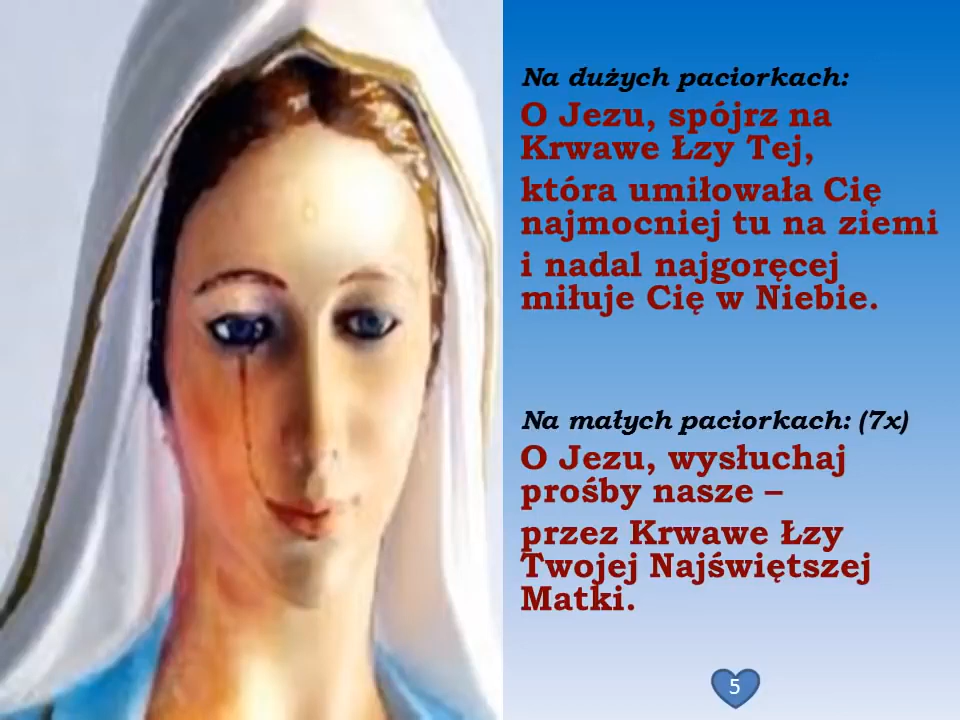 Na dużych paciorkach:
O Jezu, spójrz na
Krwawe Łzy Tej,
która umiłowała Cię
najmocniej tu na ziemi
i nadal najgoręcej
miłuje Cię w Niebie.
Na małych paciorkach: (7x)
O Jezu, wysłuchaj
prośby nasze –
przez Krwawe Łzy
Twojej Najświętszej
Matki.
5